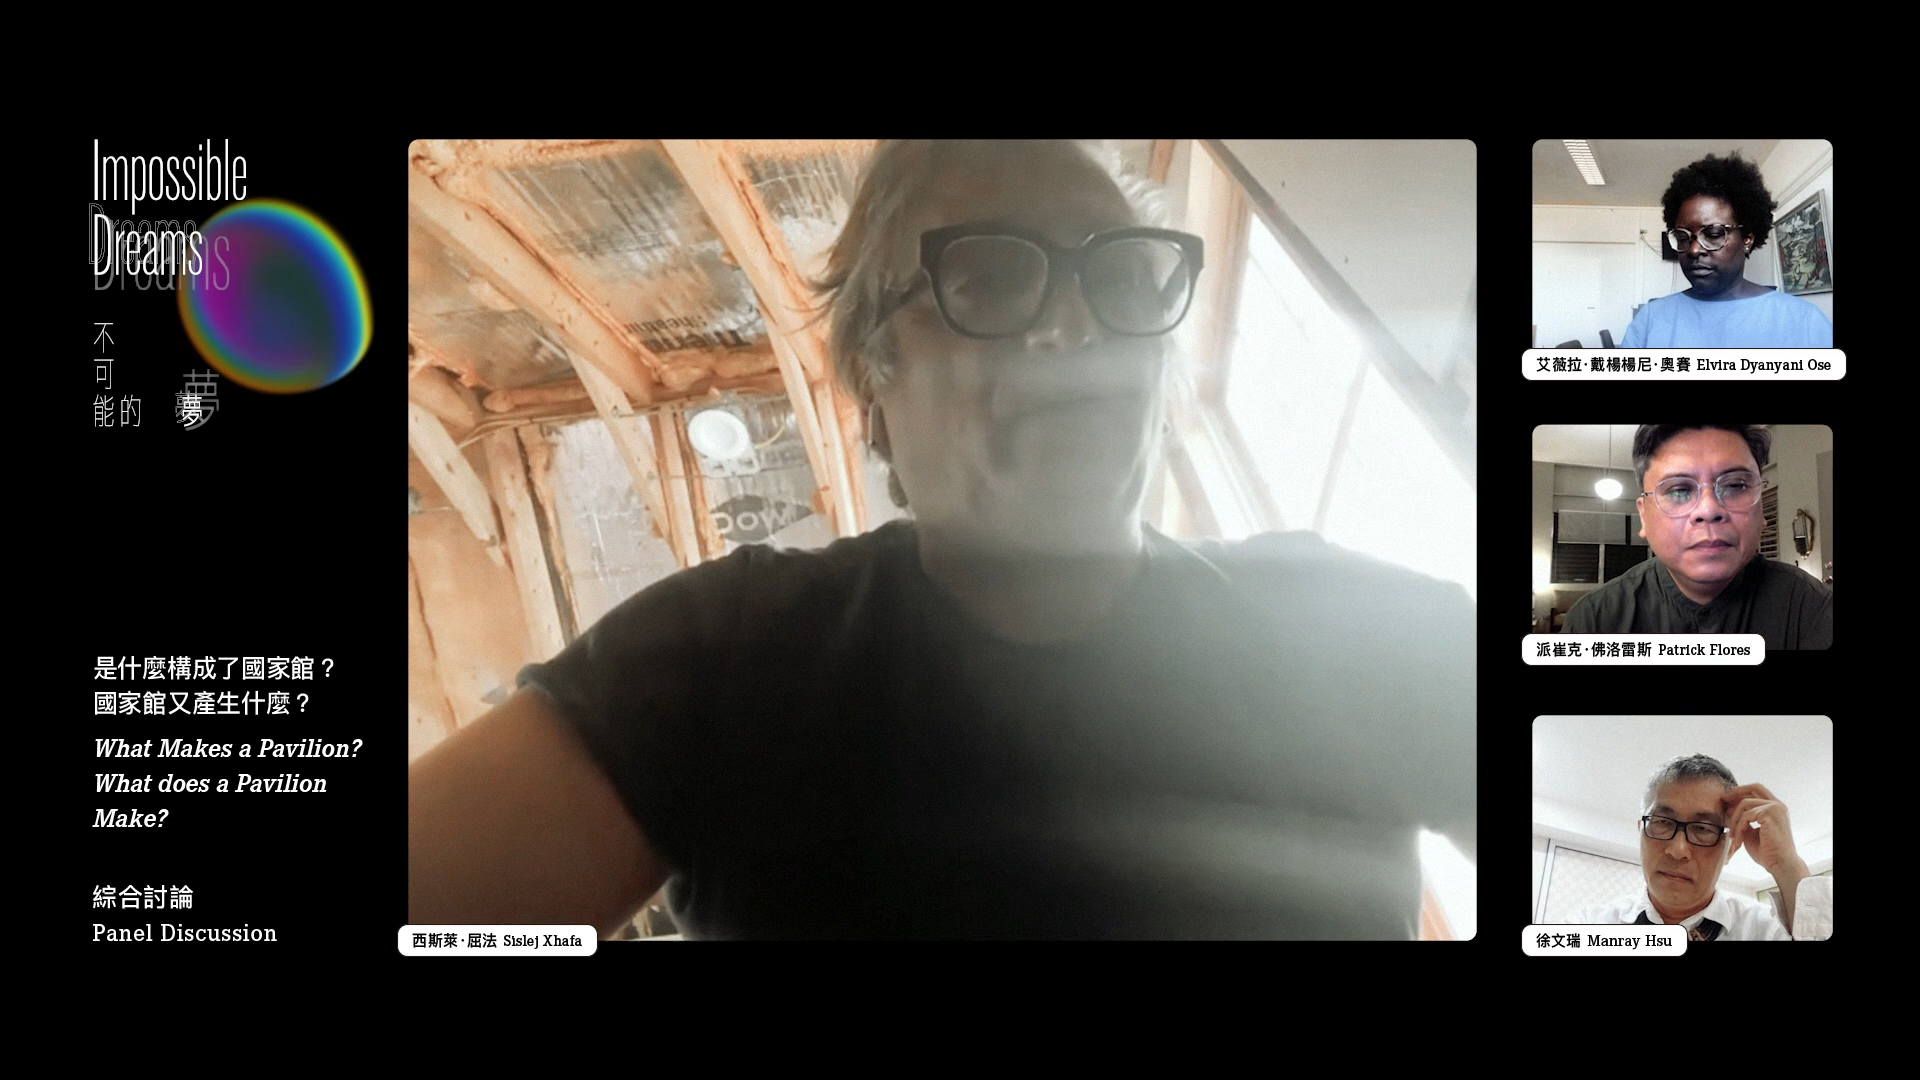 Impossible
Dreams
不
可
能的 夢
是什麼構成了國家館？
國家館又產生什麼？
What Makes a Pavilion?
What does a Pavilion
Make?
綜合討論
Panel Discussion
DOW
西斯萊·屈法 Sislej Xhafa
艾薇拉·戴楊楊尼·奧賽 Elvira Dyanyani Ose
派崔克·佛洛雷斯 Patrick Flores
徐文瑞 Manray Hsu